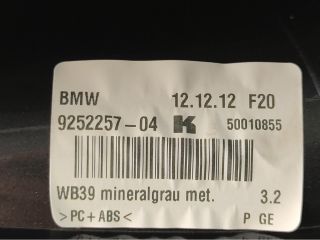 BMW 12.12.12 F20
9252257-04 K 50010855
WB39 mineralgrau met. 3.2
>PC+ABS< P GE